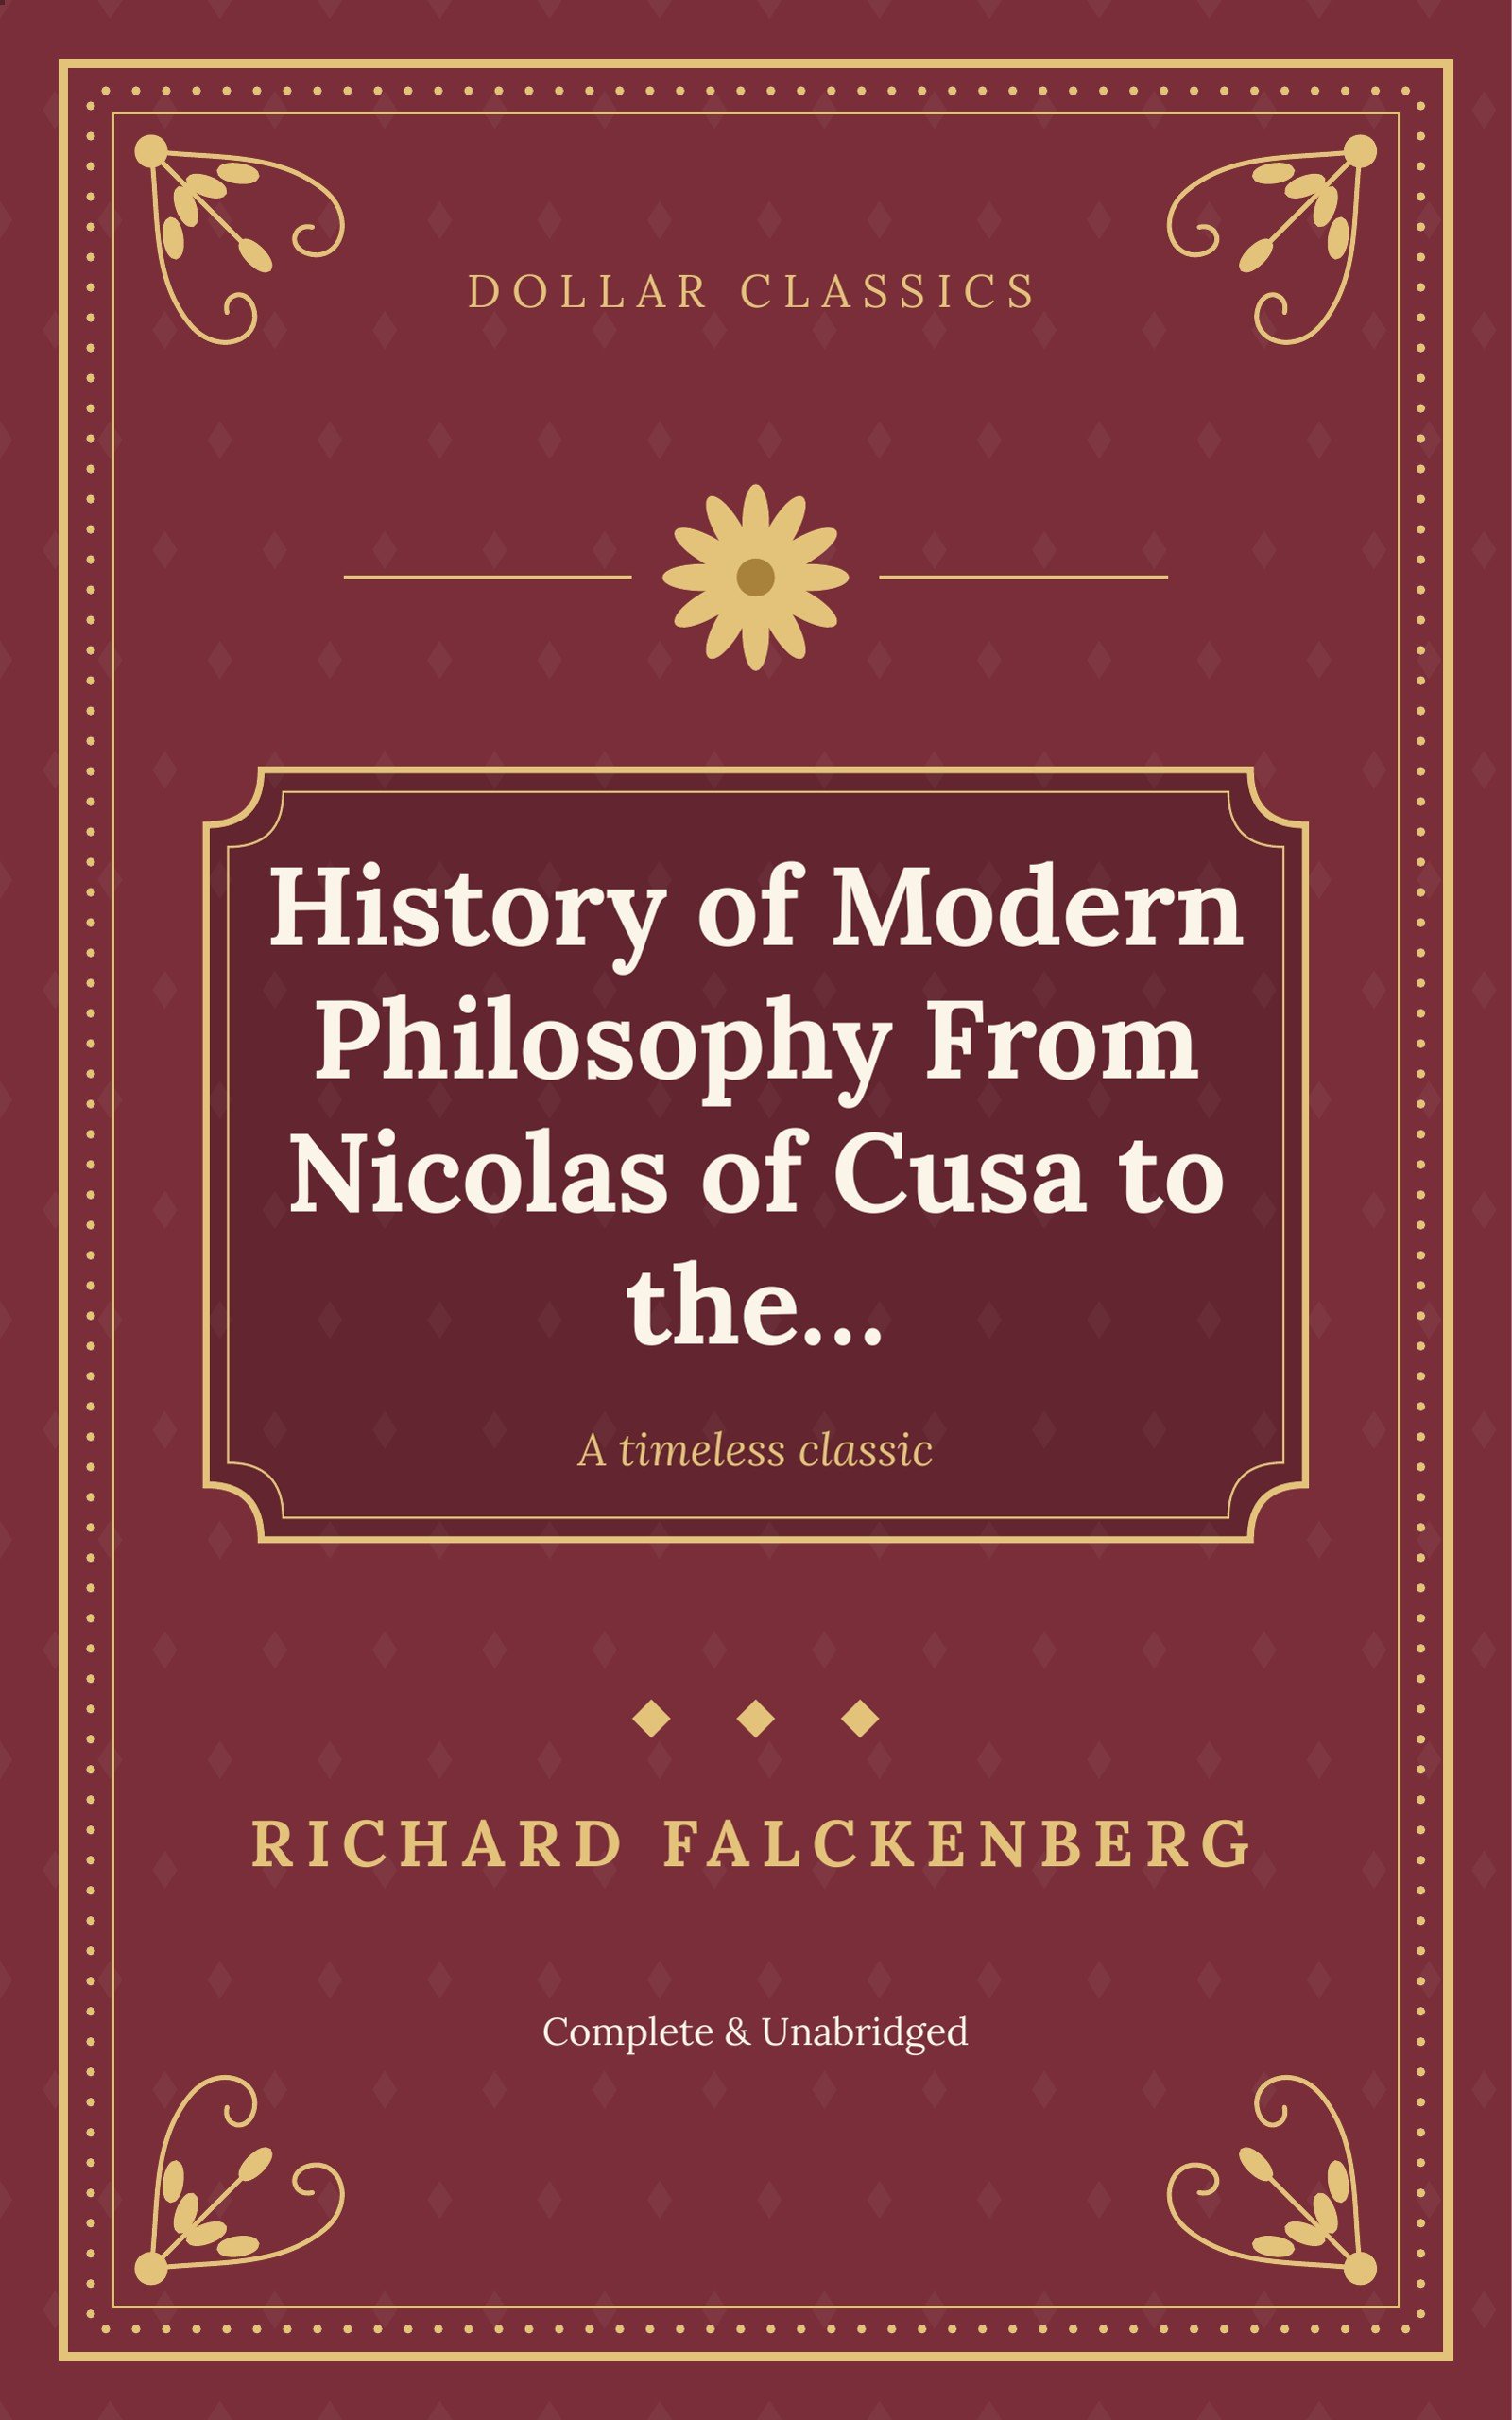 DOLLAR CLASSICS
History of Modern
Philosophy From
Nicolas of Cusa to
the...
A timeless classic
RICHARD FALCKENBERG
Complete & Unabridged